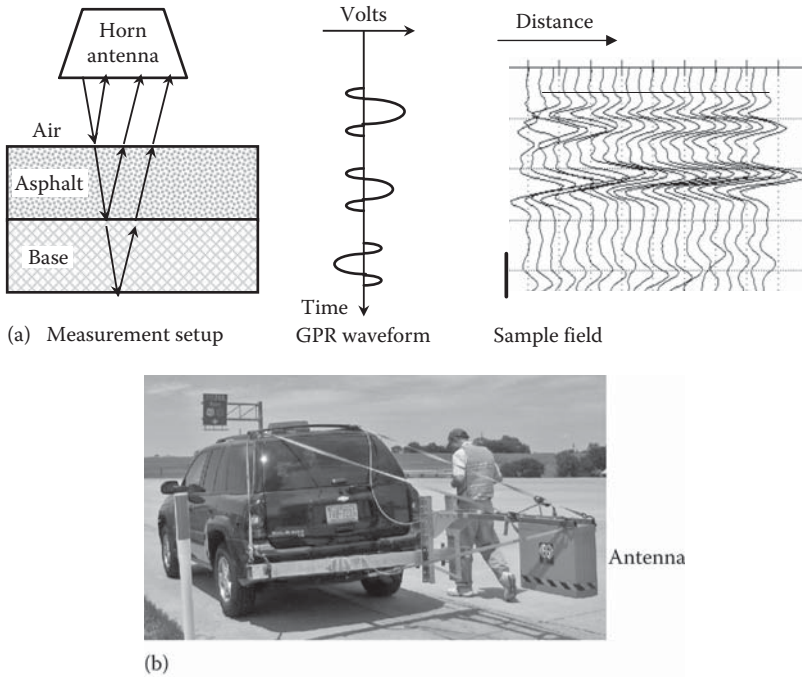 Horn
antenna
Air
Asphalt
Base
Volts
Time
Distance
(a) Measurement setup
GPR waveform
Sample field
Antenna
(b)